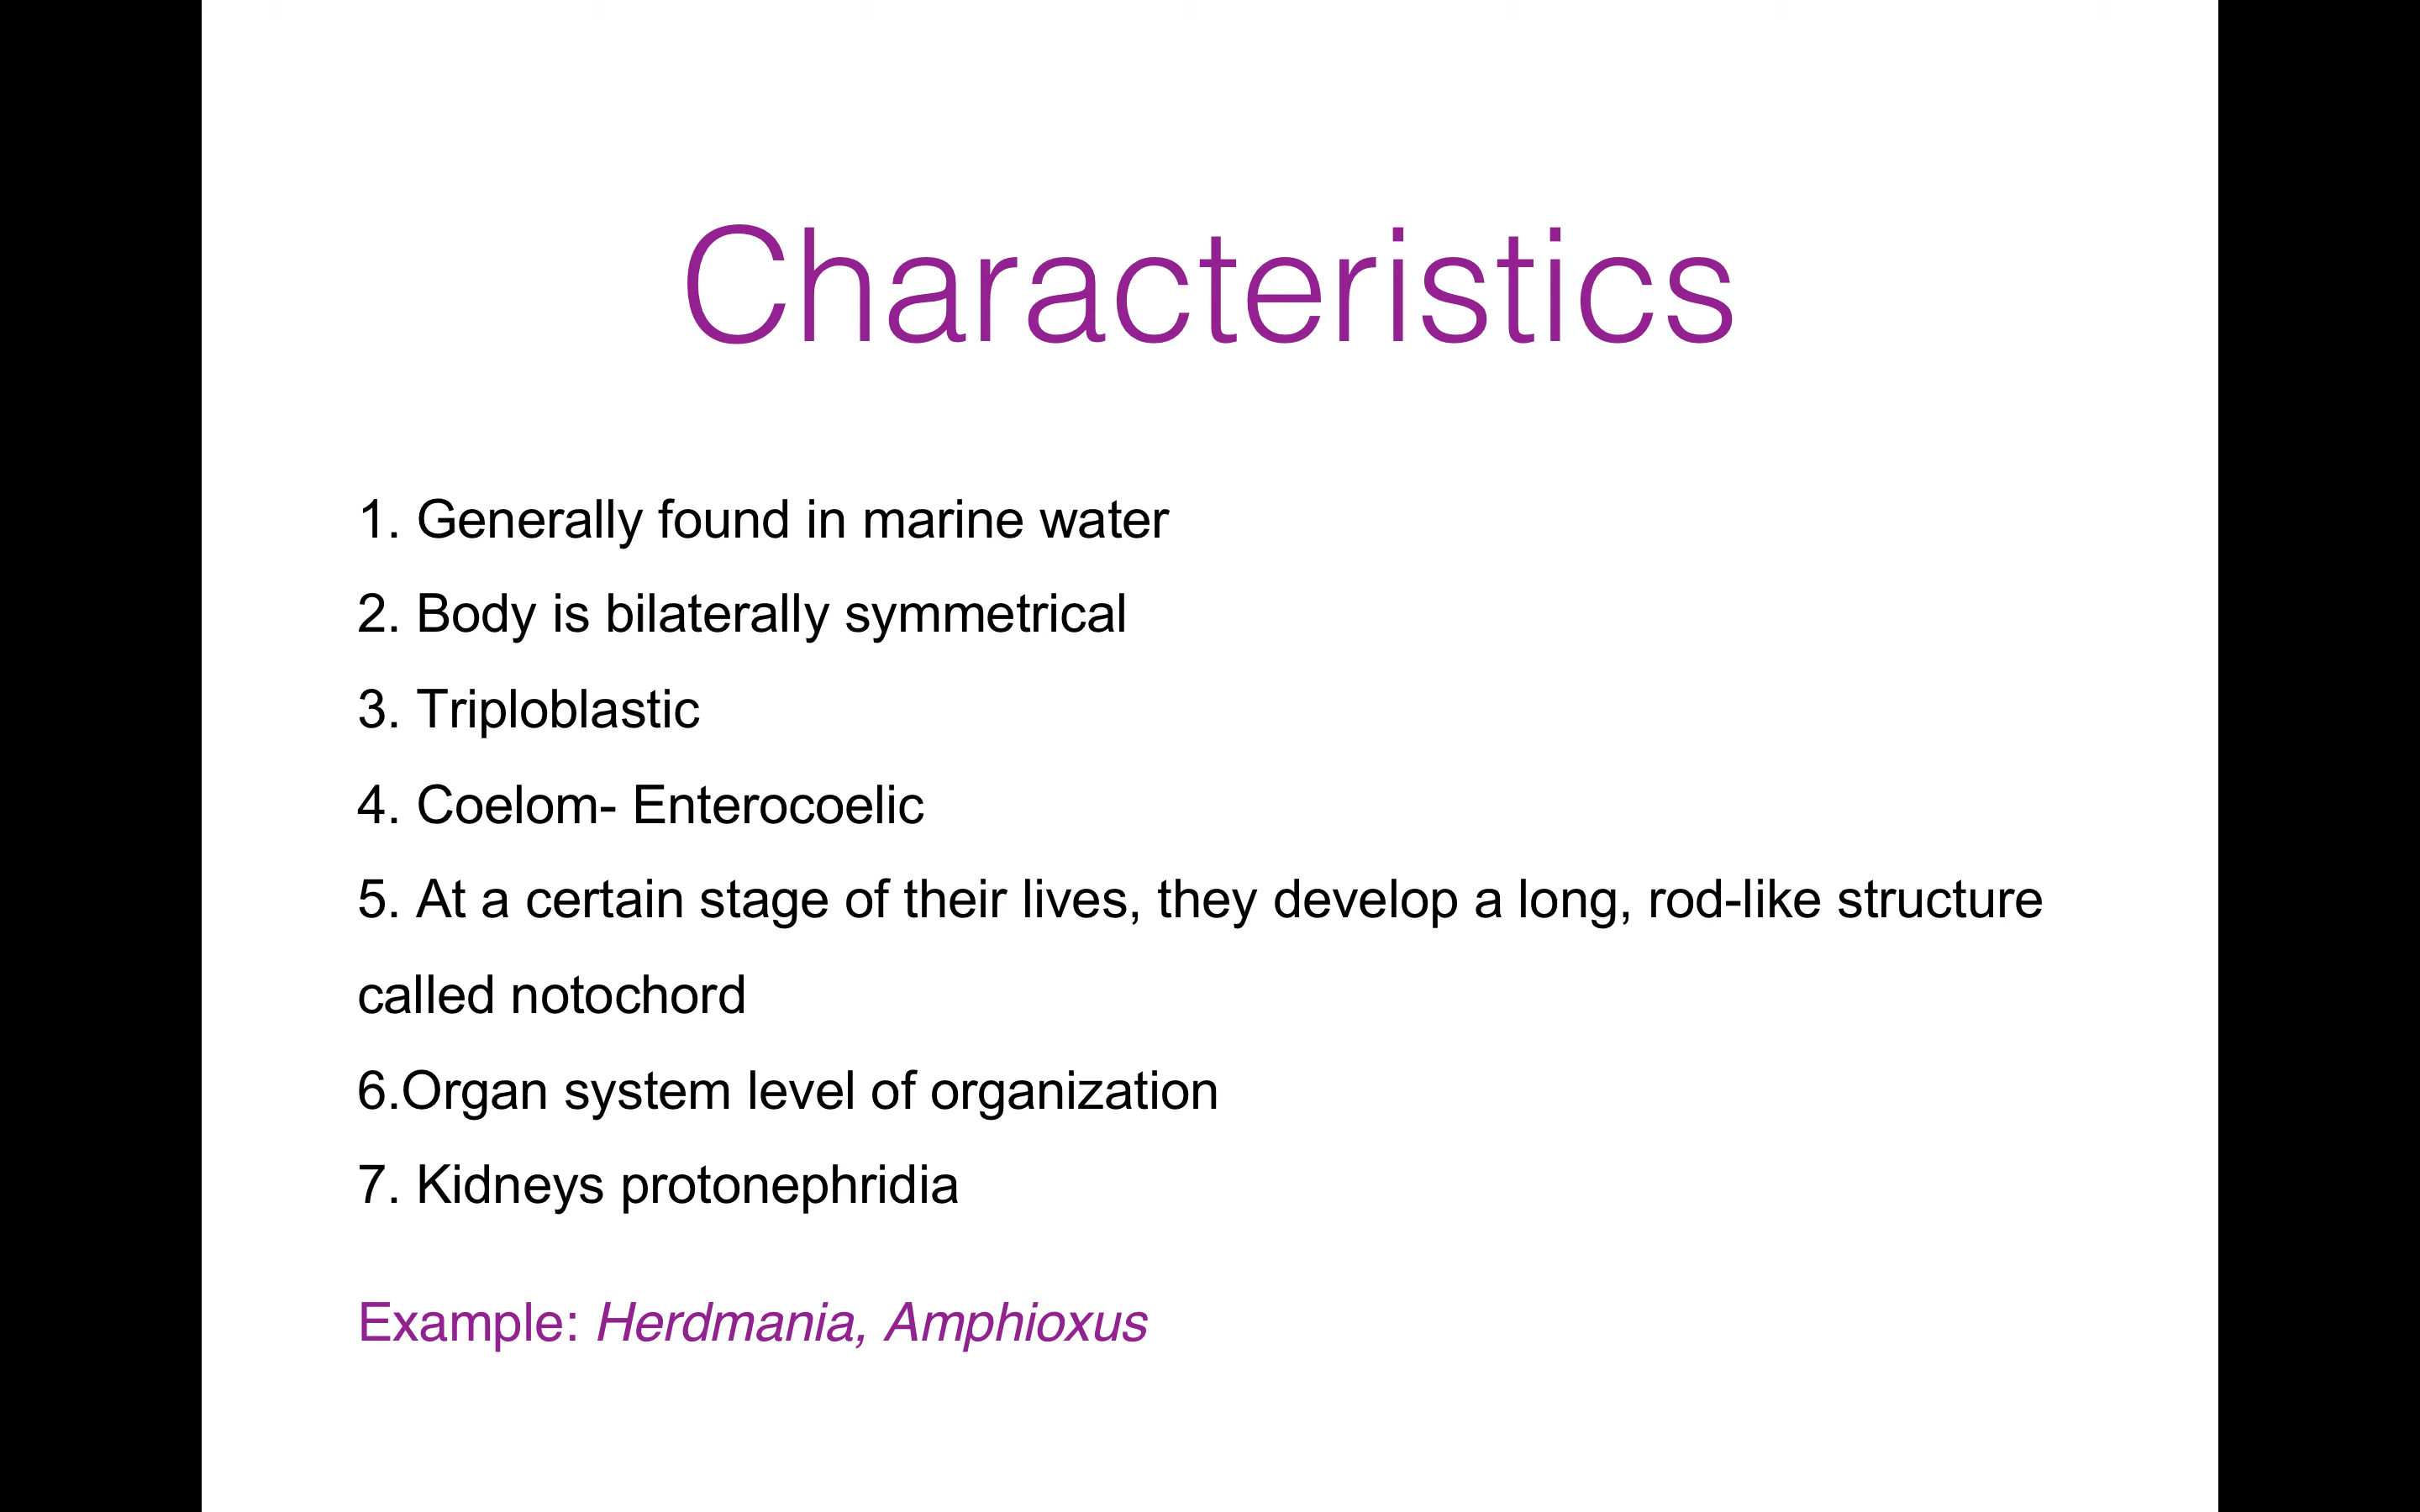 Characteristics
1. Generally found in marine water
2. Body is bilaterally symmetrical
3. Triploblastic
4. Coelom- Enterocoelic
5. At a certain stage of their lives, they develop a long, rod-like structure
called notochord
6.Organ system level of organization
7. Kidneys protonephridia
Example: Herdmania, Amphioxus